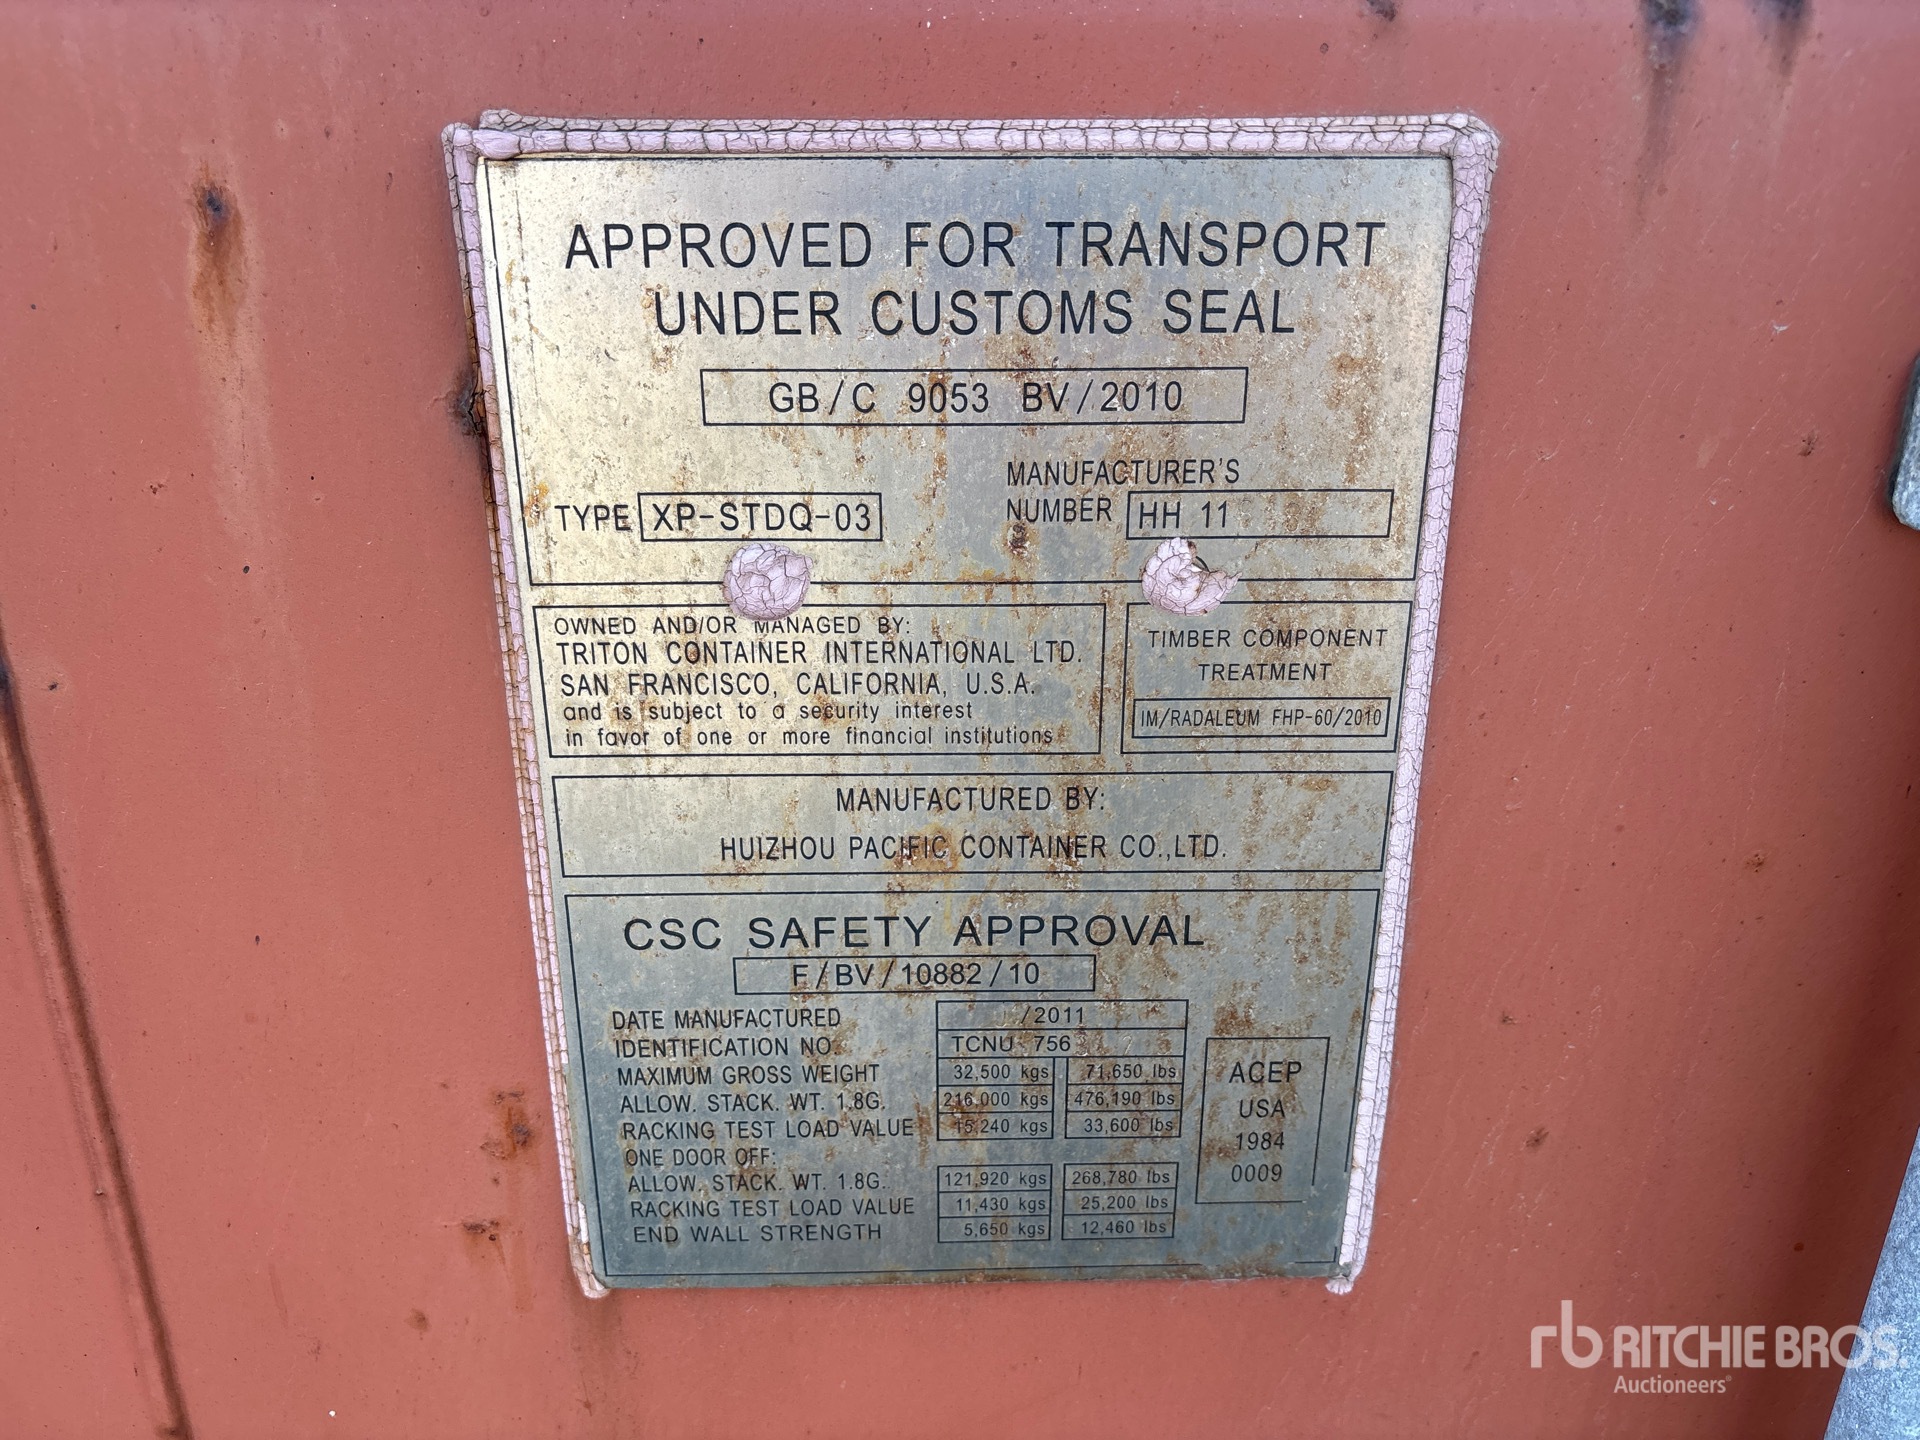 APPROVED FOR TRANSPORT
UNDER CUSTOMS SEAL
GB/C 9053 BV/2010
TYPE XP-STDQ-03
MANUFACTURER'S
NUMBER HH 11
OWNED AND/OR MANAGED BY:
TRITON CONTAINER INTERNATIONAL LTD.
SAN FRANCISCO, CALIFORNIA, U.S.A.
and is subject to a security interest
in favor of one or more financial institutions
TIMBER COMPONENT
TREATMENT
IM/RADALEUM FHP-60/2010
MANUFACTURED BY:
HUIZHOU PACIFIC CONTAINER CO.,LTD.
CSC SAFETY APPROVAL
F/BV/10882/10
DATE MANUFACTURED /2011
IDENTIFICATION NO. TCNU 756
MAXIMUM GROSS WEIGHT 32,500 kgs 71,650 lbs
ALLOW. STACK. WT. 1.8G. 216,000 kgs 476,190 lbs
RACKING TEST LOAD VALUE 15,240 kgs 33,600 lbs
ONE DOOR OFF:
ALLOW. STACK. WT. 1.8G. 121,920 kgs 268,780 lbs
RACKING TEST LOAD VALUE 11,430 kgs 25,200 lbs
END WALL STRENGTH 5,650 kgs 12,460 lbs
ACEP
USA
1984
0009
rb RITCHIE BROS.
Auctioneers